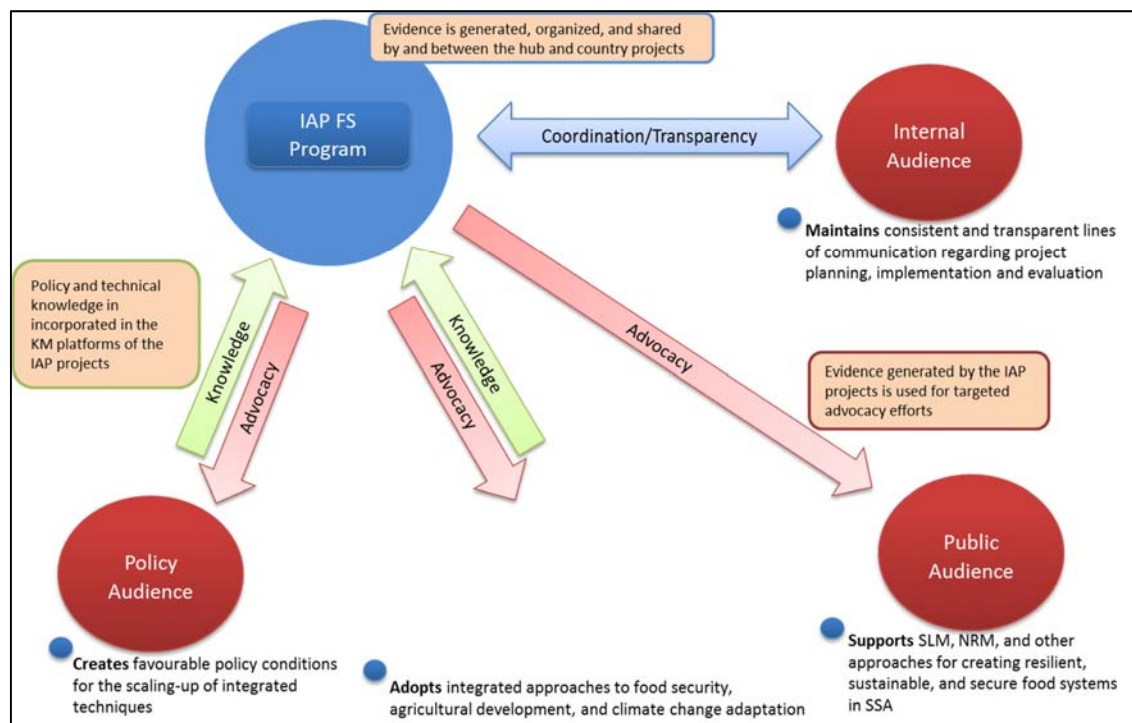 Evidence is generated, organized, and shared
by and between the hub and country projects
IAP FS
Program
Coordination/Transparency
Internal
Audience
Maintains consistent and transparent lines
of communication regarding project
planning, implementation and evaluation
Policy and technical
knowledge in
incorporated in the
KM platforms of the
IAP projects
Knowledge
Advocacy
Advocacy
Knowledge
Advocacy
Evidence generated by the IAP
projects is used for targeted
advocacy efforts
Policy
Audience
Public
Audience
Creates favourable policy conditions
for the scaling-up of integrated
techniques
Adopts integrated approaches to food security,
agricultural development, and climate change adaptation
Supports SLM, NRM, and other
approaches for creating resilient,
sustainable, and secure food systems
in SSA